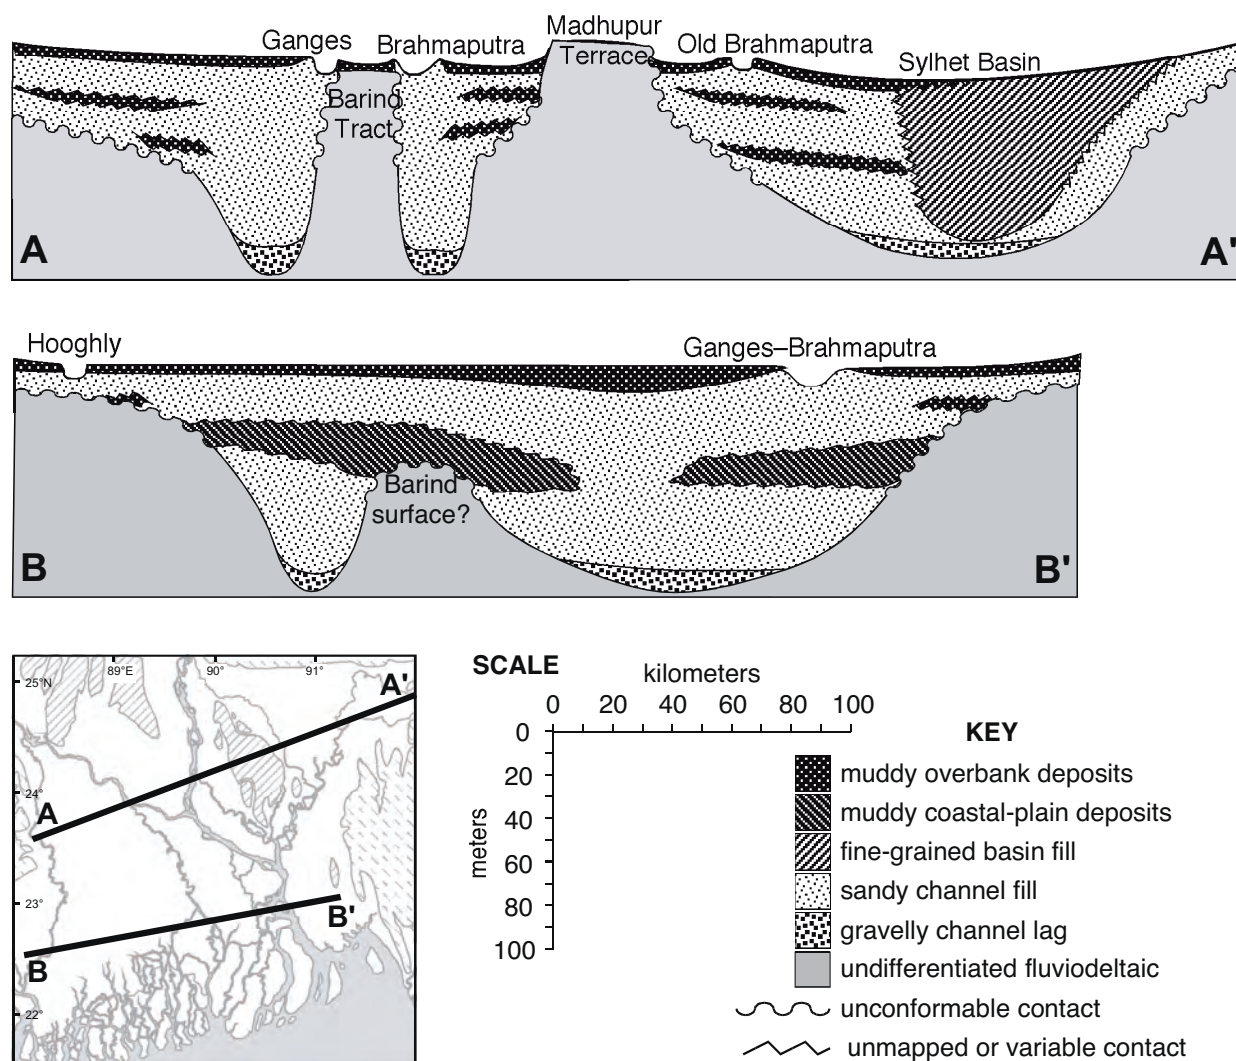 Ganges
Brahmaputra
Madhupur
Terrace
Old Brahmaputra
Sylhet Basin
Barind
Tract
A
A'
Hooghly
Ganges–Brahmaputra
Barind
surface?
B
B'
89°E
90°
91°
25°N
24°
23°
22°
A
A'
B
B'
SCALE
kilometers
0 20 40 60 80 100
0
20
40
60
80
100
meters
KEY
muddy overbank deposits
muddy coastal-plain deposits
fine-grained basin fill
sandy channel fill
gravelly channel lag
undifferentiated fluviodeltaic
unconformable contact
unmapped or variable contact